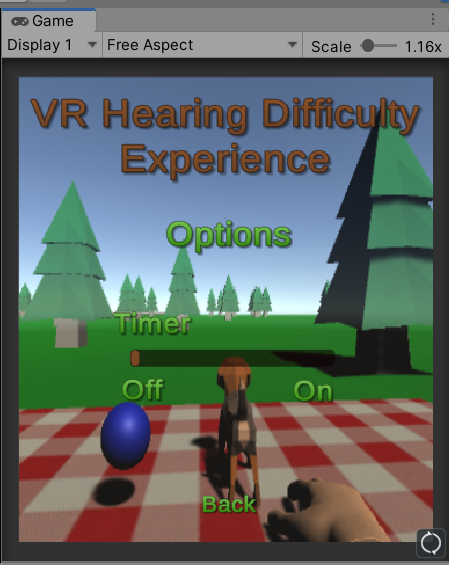 Game
Display 1
Free Aspect
Scale
1.16x
VR Hearing Difficulty
Experience
Options
Timer
Off
On
Back